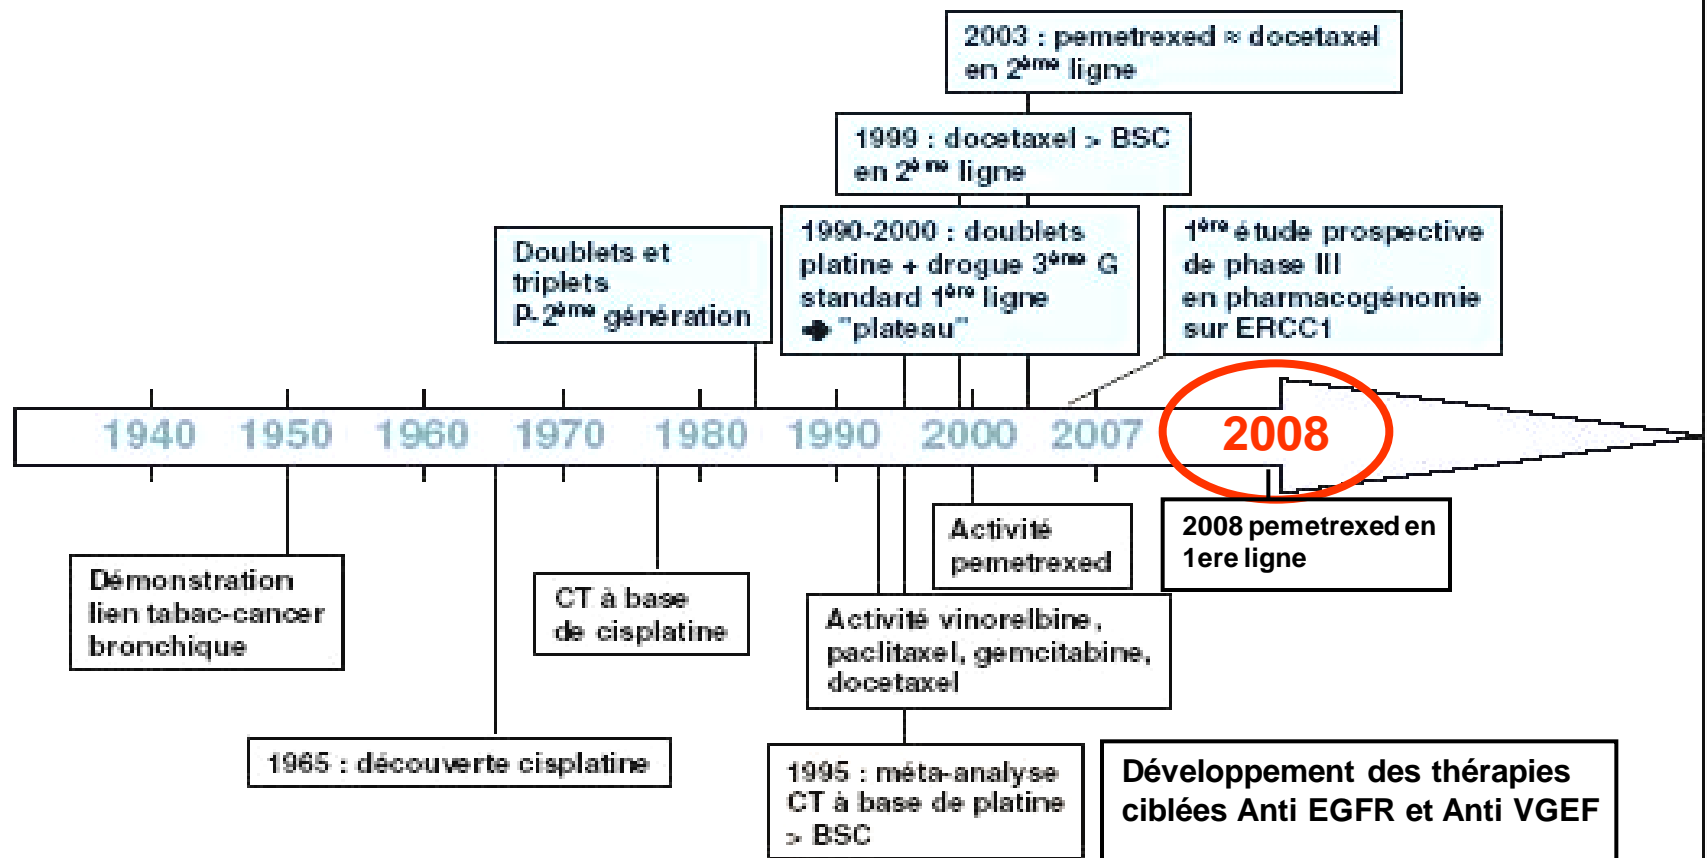 2003 : pemetrexed ≈ docetaxel
en 2ème ligne
1999 : docetaxel > BSC
en 2ème ligne
Doublets et
triplets
P-2ème génération
1990-2000 : doublets
platine + drogue 3ème G
standard 1ère ligne
➔ "plateau"
1ère étude prospective
de phase III
en pharmacogénomie
sur ERCC1
1940 1950 1960 1970 1980 1990 2000 2007 2008
Démonstration
lien tabac-cancer
bronchique
CT à base
de cisplatine
Activité
pemetrexed
2008 pemetrexed en
1ere ligne
Activité vinorelbine,
paclitaxel, gemcitabine,
docetaxel
1965 : découverte cisplatine
1995 : méta-analyse
CT à base de platine
> BSC
Développement des thérapies
ciblées Anti EGFR et Anti VGEF